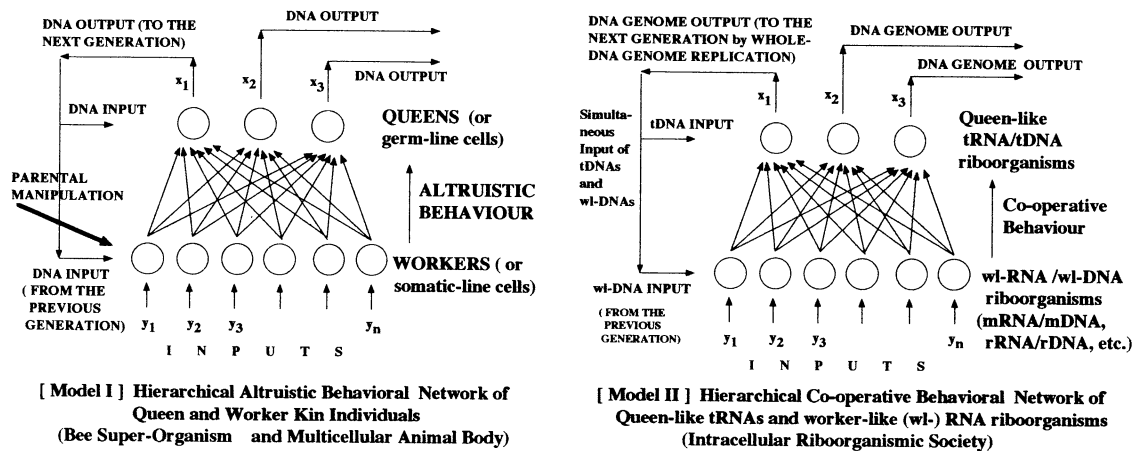 DNA OUTPUT (TO THE
NEXT GENERATION)
DNA OUTPUT
x1
x2
x3
DNA OUTPUT
DNA INPUT
QUEENS (or
germ-line cells)
PARENTAL
MANIPULATION
ALTRUISTIC
BEHAVIOUR
DNA INPUT
( FROM THE
PREVIOUS
GENERATION)
WORKERS ( or
somatic-line cells)
y1 y2 y3 yn
I N P U T S
[ Model I ] Hierarchical Altruistic Behavioral Network of
Queen and Worker Kin Individuals
(Bee Super-Organism and Multicellular Animal Body)
DNA GENOME OUTPUT (TO THE
NEXT GENERATION by WHOLE-
DNA GENOME REPLICATION)
DNA GENOME OUTPUT
DNA GENOME OUTPUT
x1
x2
x3
Simulta-
neous
Input of
tDNAs
and
wl-DNAs
tDNA INPUT
Queen-like
tRNA/tDNA
riboorganisms
Co-operative
Behaviour
wl-DNA INPUT
( FROM THE
PREVIOUS
GENERATION)
wl-RNA /wl-DNA
riboorganisms
(mRNA/mDNA,
rRNA/rDNA, etc.)
y1 y2 y3 yn
I N P U T S
[ Model II ] Hierarchical Co-operative Behavioral Network of
Queen-like tRNAs and worker-like (wl-) RNA riboorganisms
(Intracellular Riboorganismic Society)